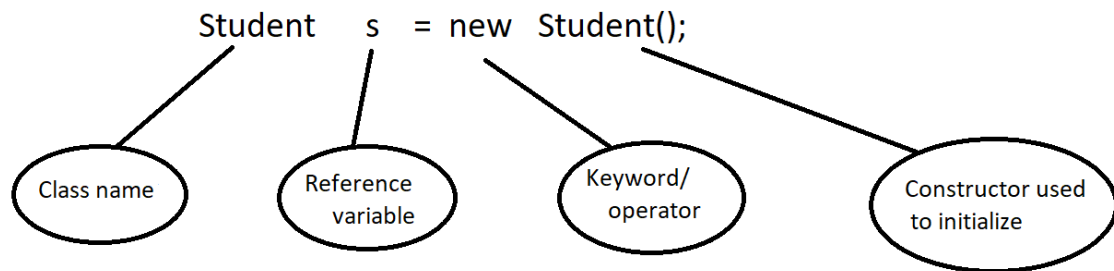 Student s = new Student();
Class name
Reference
variable
Keyword/
operator
Constructor used
to initialize